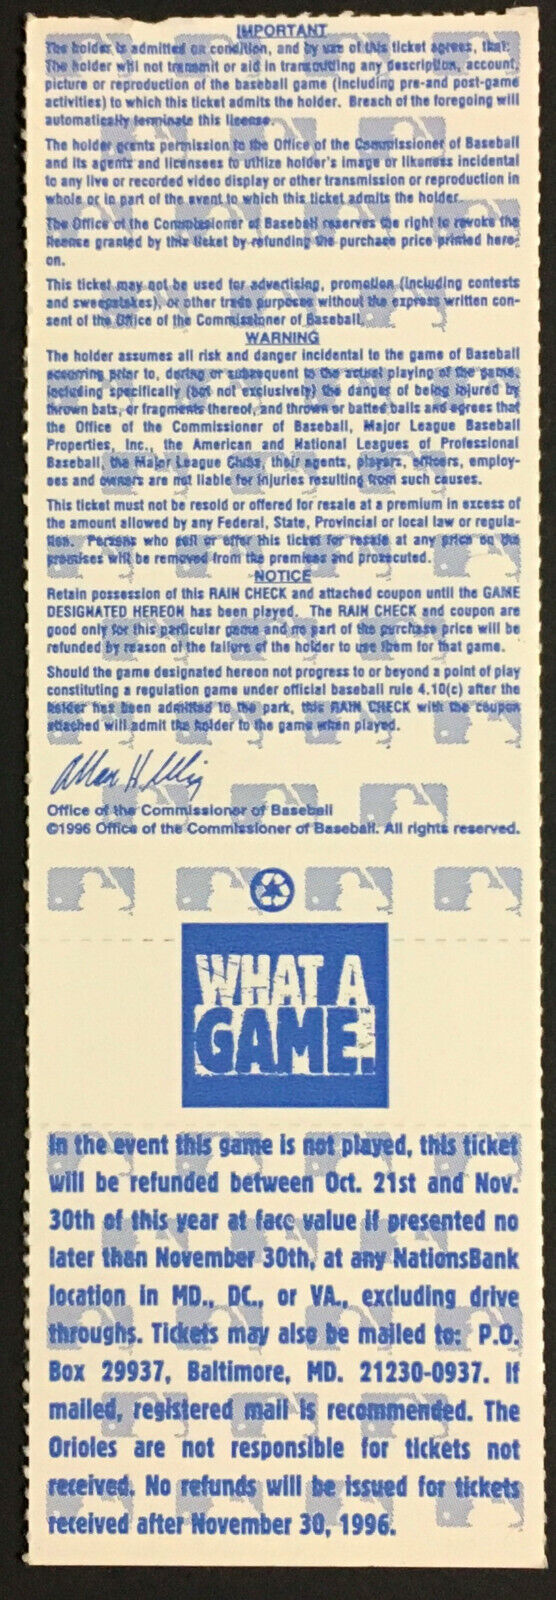 IMPORTANT
The holder is admitted on condition, and by use of this ticket agrees, that:
The holder will not transmit or aid in transmitting any description, account,
picture or reproduction of the baseball game (including pre-and post-game
activities) to which this ticket admits the holder. Breach of the foregoing will
automatically terminate this license.
The holder grants permission to the Office of the Commissioner of Baseball
and its agents and licensees to utilize holder's image or likeness incidental
to any live or recorded video display or other transmission or reproduction in
whole or in part of the event to which this ticket admits the holder.
The Office of the Commissioner of Baseball reserves the right to revoke the
license granted by this ticket by refunding the purchase price printed here-
on.
This ticket may not be used for advertising, promotion (including contests
and sweepstakes), or other trade purposes without the express written con-
sent of the Office of the Commissioner of Baseball.
WARNING
The holder assumes all risk and danger incidental to the game of Baseball
occurring prior to, during or subsequent to the actual playing of the game,
including specifically (but not exclusively) the danger of being injured by
thrown bats, or fragments thereof, and thrown or batted balls and agrees that
the Office of the Commissioner of Baseball, Major League Baseball
Properties, Inc., the American and National Leagues of Professional
Baseball, the Major League Clubs, their agents, players, officers, employ-
ees and owners are not liable for injuries resulting from such causes.
This ticket must not be resold or offered for resale at a premium in excess of
the amount allowed by any Federal, State, Provincial or local law or regula-
tion. Persons who sell or offer this ticket for resale at any price on the
premises will be removed from the premises and prosecuted.
NOTICE
Retain possession of this RAIN CHECK and attached coupon until the GAME
DESIGNATED HEREON has been played. The RAIN CHECK and coupon are
good only for this particular game and no part of the purchase price will be
refunded by reason of the failure of the holder to use them for that game.
Should the game designated hereon not progress to or beyond a point of play
constituting a regulation game under official baseball rule 4.10(c) after the
holder has been admitted to the park, this RAIN CHECK with the coupon
attached will admit the holder to the game when played.
Allan H. Selig
Office of the Commissioner of Baseball
©1996 Office of the Commissioner of Baseball. All rights reserved.
WHAT A
GAME!
In the event this game is not played, this ticket
will be refunded between Oct. 21st and Nov.
30th of this year at face value if presented no
later than November 30th, at any NationsBank
location in MD., DC., or VA., excluding drive
throughs. Tickets may also be mailed to: P.O.
Box 29937, Baltimore, MD. 21230-0937. If
mailed, registered mail is recommended. The
Orioles are not responsible for tickets not
received. No refunds will be issued for tickets
received after November 30, 1996.